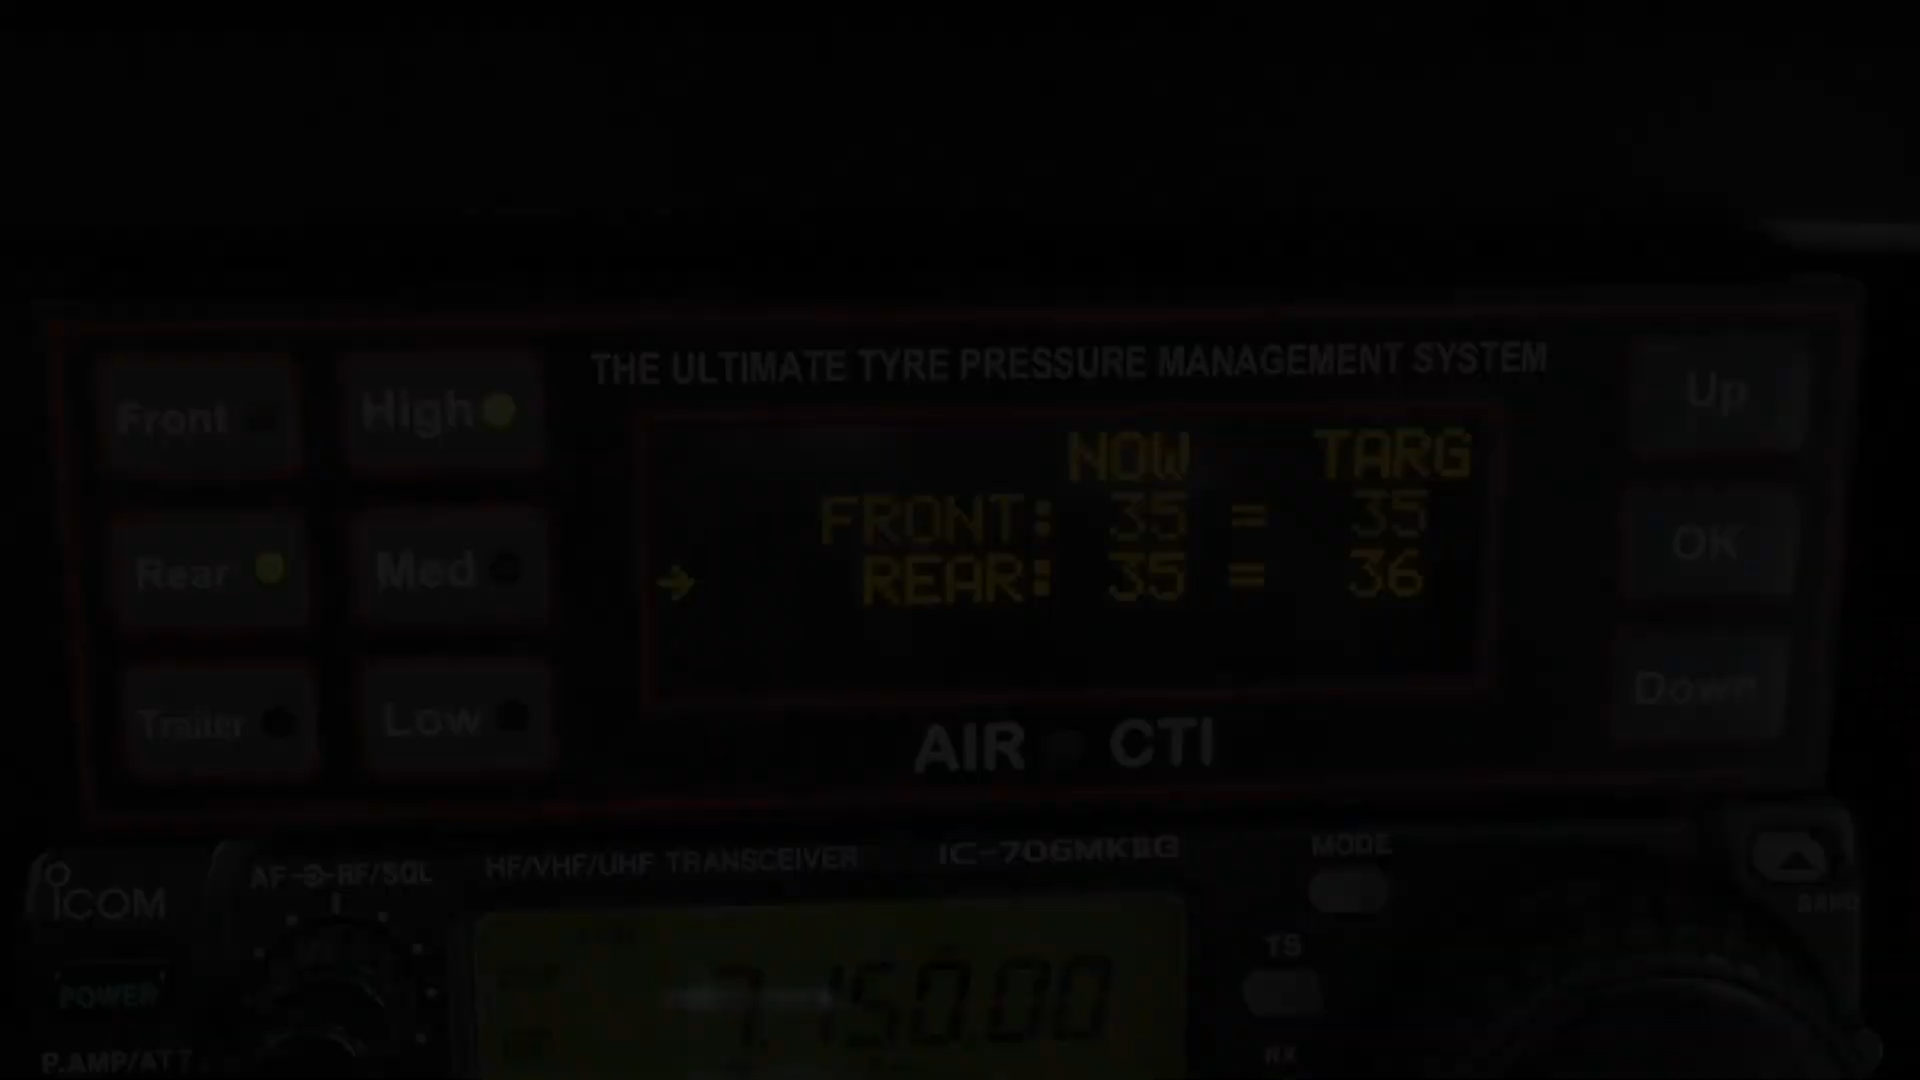 THE ULTIMATE TYRE PRESSURE MANAGEMENT SYSTEM
Front
High
Up
NOW TARG
FRONT: 35 = 35
→ REAR: 35 = 36
Rear
Med
OK
Trailer
Low
Down
AIR CTI
ICOM
AF RF/SQL
HF/VHF/UHF TRANSCEIVER
IC-706MKIIG
MODE
BAND
TS
POWER
7.150.00
P.AMP/ATT
RX